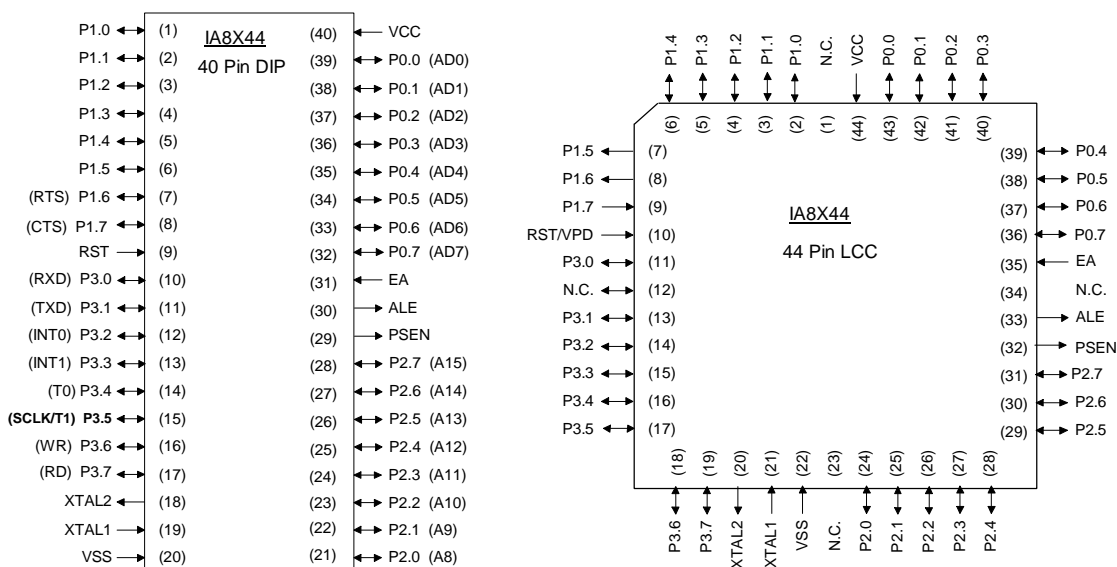 IA8X44
40 Pin DIP
P1.0 (1) (40) VCC
P1.1 (2) (39) P0.0 (AD0)
P1.2 (3) (38) P0.1 (AD1)
P1.3 (4) (37) P0.2 (AD2)
P1.4 (5) (36) P0.3 (AD3)
P1.5 (6) (35) P0.4 (AD4)
(RTS) P1.6 (7) (34) P0.5 (AD5)
(CTS) P1.7 (8) (33) P0.6 (AD6)
RST (9) (32) P0.7 (AD7)
(RXD) P3.0 (10) (31) EA
(TXD) P3.1 (11) (30) ALE
(INT0) P3.2 (12) (29) PSEN
(INT1) P3.3 (13) (28) P2.7 (A15)
(T0) P3.4 (14) (27) P2.6 (A14)
(SCLK/T1) P3.5 (15) (26) P2.5 (A13)
(WR) P3.6 (16) (25) P2.4 (A12)
(RD) P3.7 (17) (24) P2.3 (A11)
XTAL2 (18) (23) P2.2 (A10)
XTAL1 (19) (22) P2.1 (A9)
VSS (20) (21) P2.0 (A8)
P1.4 P1.3 P1.2 P1.1 P1.0 N.C. VCC P0.0 P0.1 P0.2 P0.3
(6) (5) (4) (3) (2) (1) (44) (43) (42) (41) (40)
P1.5 (7) (39) P0.4
P1.6 (8) (38) P0.5
P1.7 (9) (37) P0.6
IA8X44
RST/VPD (10) (36) P0.7
44 Pin LCC
P3.0 (11) (35) EA
N.C. (12) (34) N.C.
P3.1 (13) (33) ALE
P3.2 (14) (32) PSEN
P3.3 (15) (31) P2.7
P3.4 (16) (30) P2.6
P3.5 (17) (29) P2.5
(18) (19) (20) (21) (22) (23) (24) (25) (26) (27) (28)
P3.6 P3.7 XTAL2 XTAL1 VSS N.C. P2.0 P2.1 P2.2 P2.3 P2.4